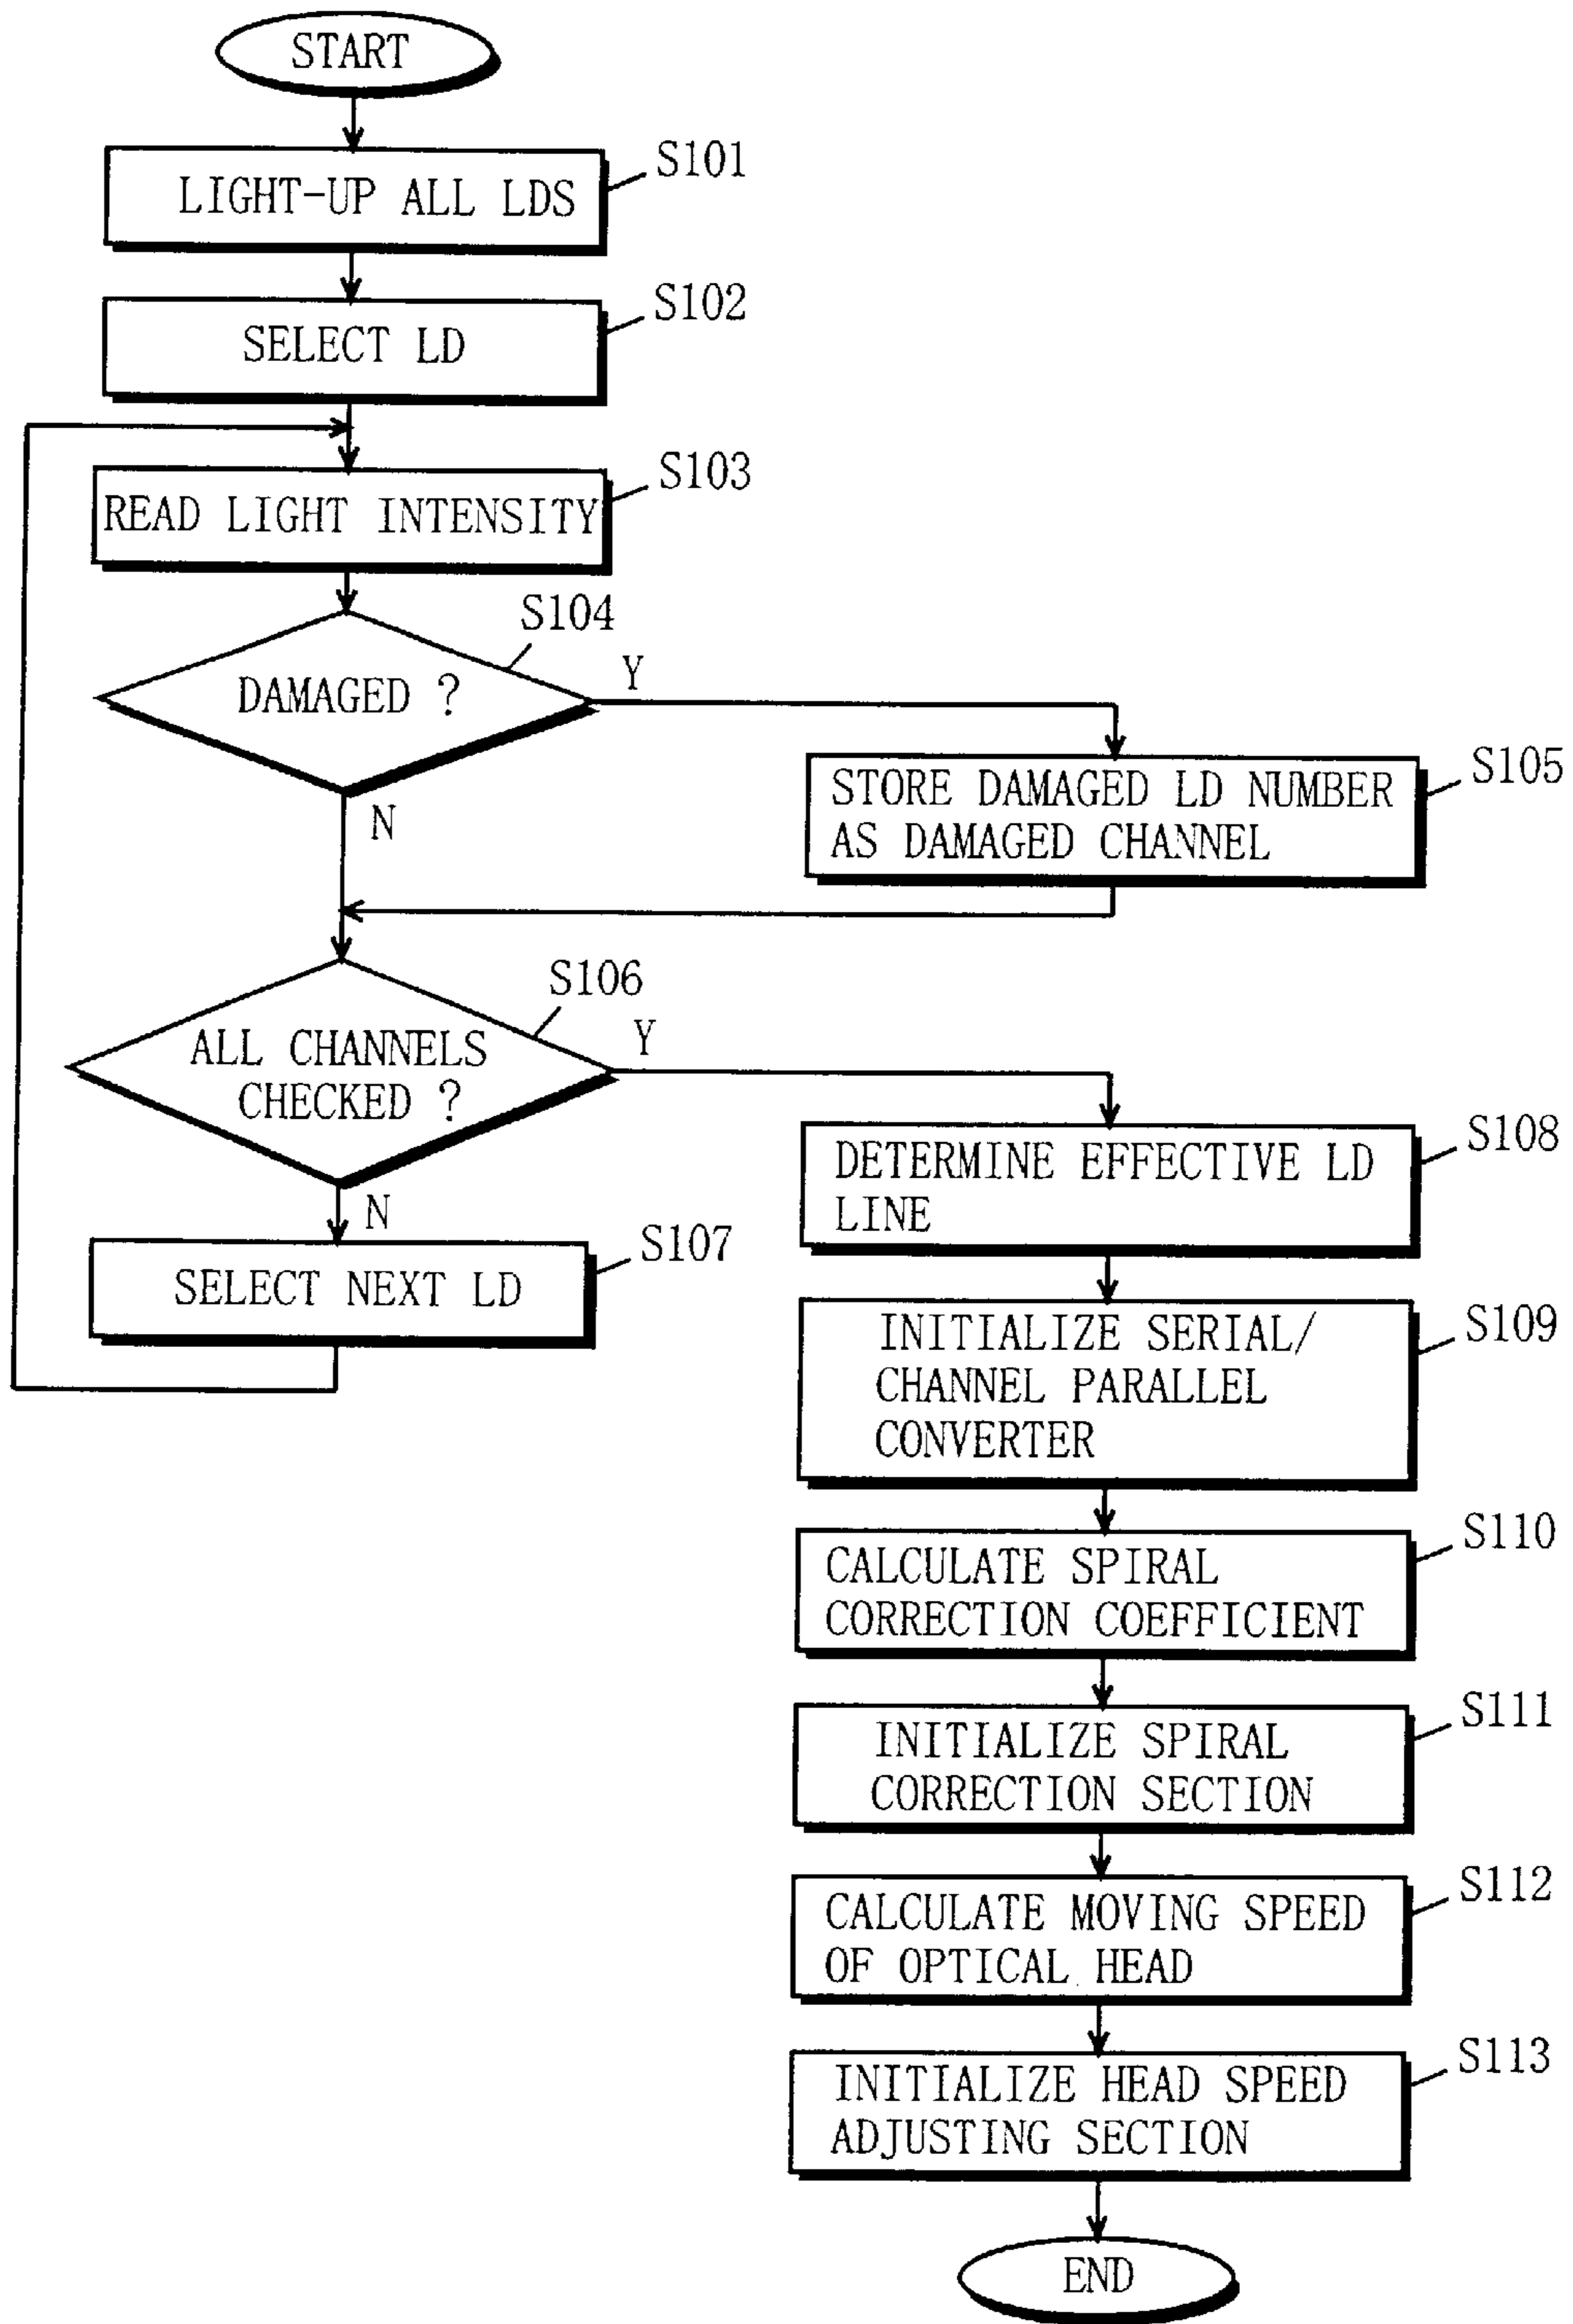 START
S101
LIGHT-UP ALL LDS
S102
SELECT LD
S103
READ LIGHT INTENSITY
S104
DAMAGED ?
Y
N
S105
STORE DAMAGED LD NUMBER
AS DAMAGED CHANNEL
S106
ALL CHANNELS
CHECKED ?
Y
N
S107
SELECT NEXT LD
S108
DETERMINE EFFECTIVE LD
LINE
S109
INITIALIZE SERIAL/
CHANNEL PARALLEL
CONVERTER
S110
CALCULATE SPIRAL
CORRECTION COEFFICIENT
S111
INITIALIZE SPIRAL
CORRECTION SECTION
S112
CALCULATE MOVING SPEED
OF OPTICAL HEAD
S113
INITIALIZE HEAD SPEED
ADJUSTING SECTION
END